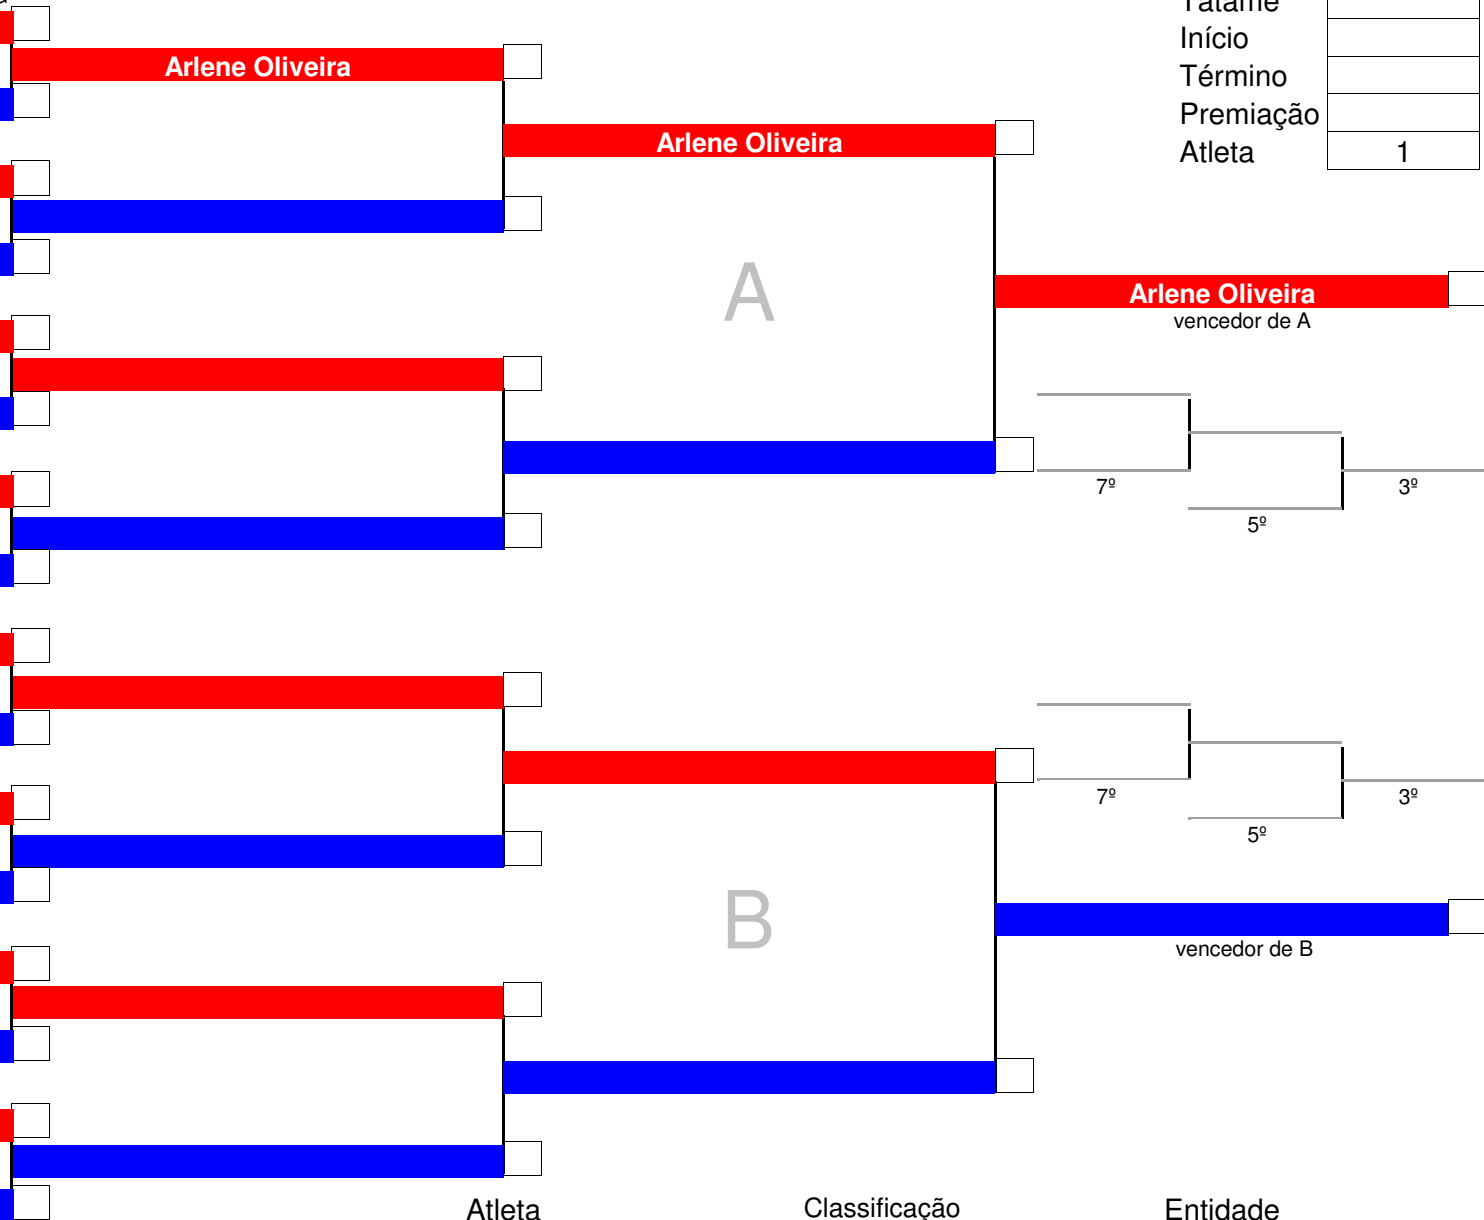 Tatame
Início
Arlene Oliveira
Término
Premiação
Arlene Oliveira
Atleta 1
A
Arlene Oliveira
vencedor de A
7º
3º
5º
7º
3º
5º
B
vencedor de B
Atleta Classificação Entidade